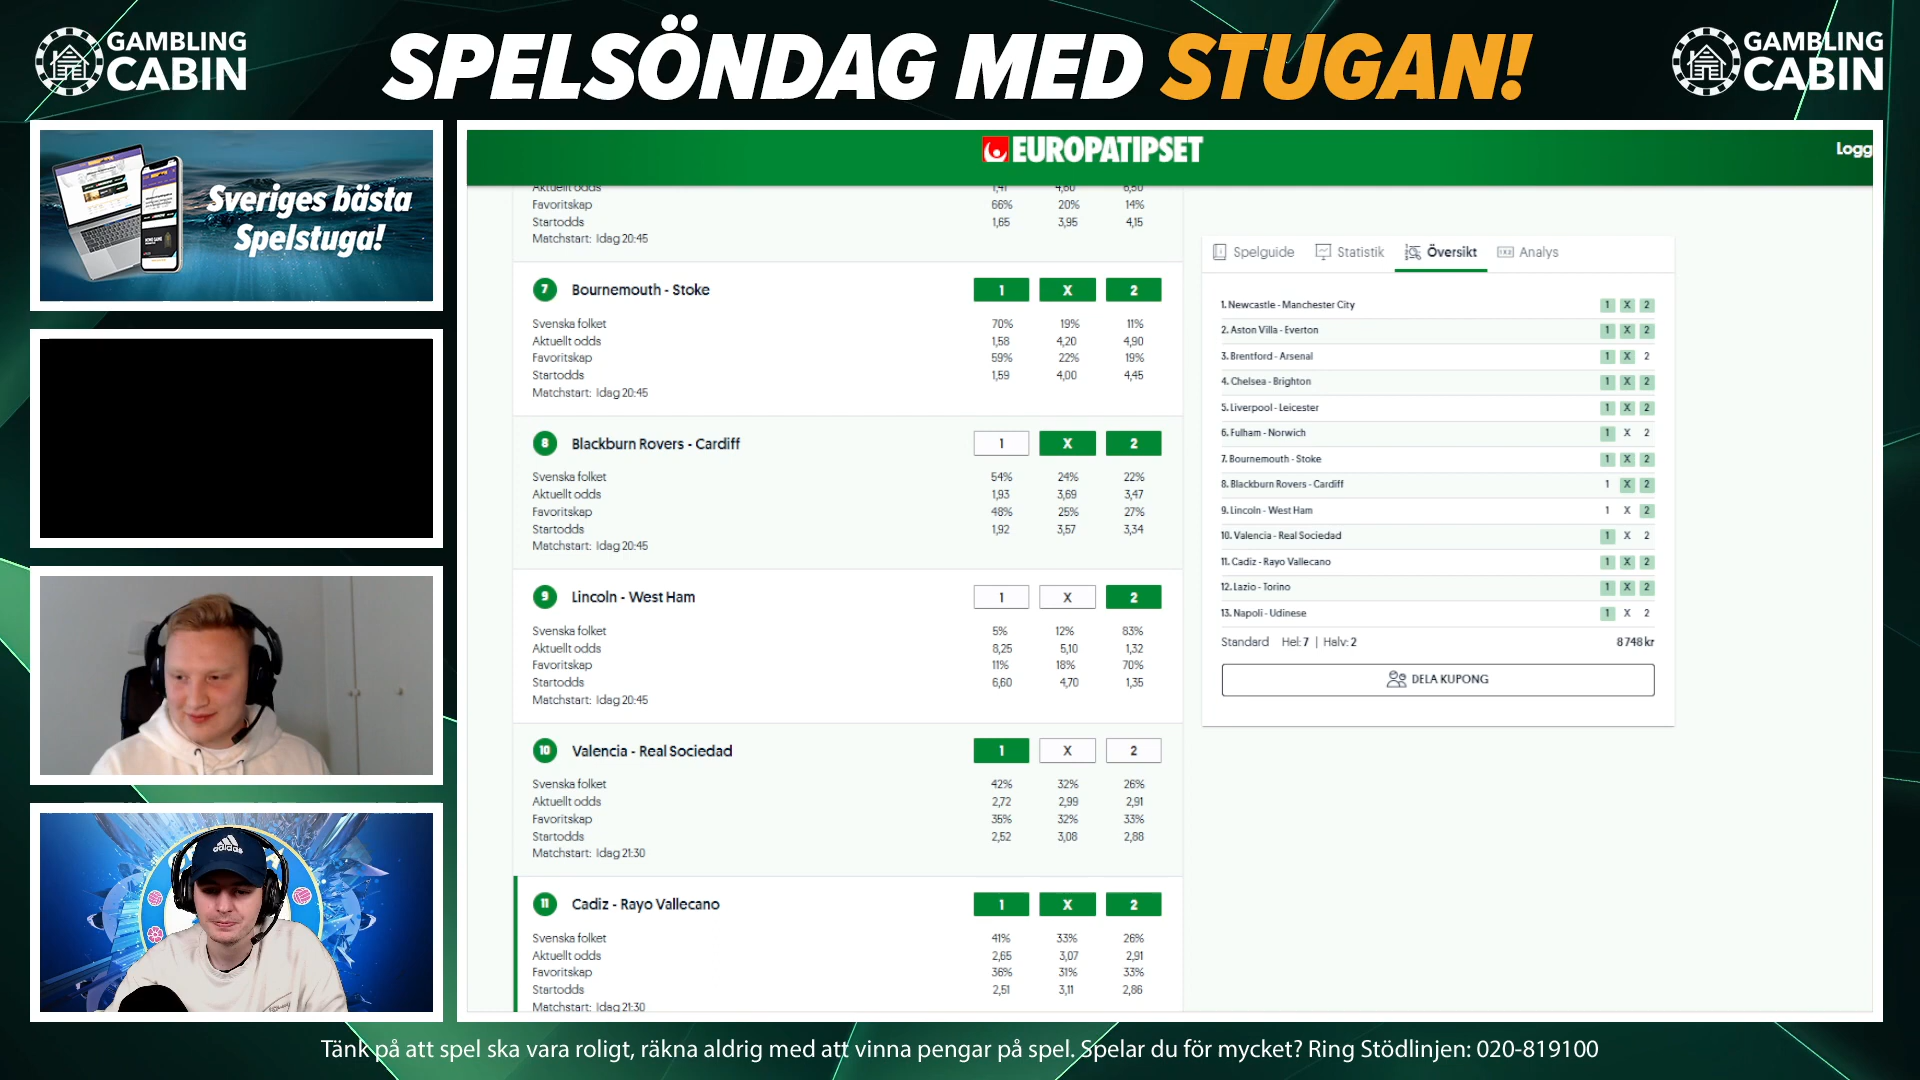 GAMBLING
CABIN
SPELSÖNDAG MED STUGAN!
GAMBLING
CABIN
Sveriges bästa
Spelstuga!
adidas
EUROPATIPSET
Logg
Aktuellt odds 1,41 4,60 6,50
Favoritskap 66% 20% 14%
Startodds 1,65 3,95 4,15
Matchstart: Idag 20:45
7 Bournemouth - Stoke 1 X 2
Svenska folket 70% 19% 11%
Aktuellt odds 1,58 4,20 4,90
Favoritskap 59% 22% 19%
Startodds 1,59 4,00 4,45
Matchstart: Idag 20:45
8 Blackburn Rovers - Cardiff 1 X 2
Svenska folket 54% 24% 22%
Aktuellt odds 1,93 3,69 3,47
Favoritskap 48% 25% 27%
Startodds 1,92 3,57 3,34
Matchstart: Idag 20:45
9 Lincoln - West Ham 1 X 2
Svenska folket 5% 12% 83%
Aktuellt odds 8,25 5,10 1,32
Favoritskap 11% 18% 70%
Startodds 6,60 4,70 1,35
Matchstart: Idag 20:45
10 Valencia - Real Sociedad 1 X 2
Svenska folket 42% 32% 26%
Aktuellt odds 2,72 2,99 2,91
Favoritskap 35% 32% 33%
Startodds 2,52 3,08 2,88
Matchstart: Idag 21:30
11 Cadiz - Rayo Vallecano 1 X 2
Svenska folket 41% 33% 26%
Aktuellt odds 2,65 3,07 2,91
Favoritskap 36% 31% 33%
Startodds 2,51 3,11 2,86
Matchstart: Idag 21:30
Spelguide Statistik Översikt Analys
1. Newcastle - Manchester City 1 X 2
2. Aston Villa - Everton 1 X 2
3. Brentford - Arsenal 1 X 2
4. Chelsea - Brighton 1 X 2
5. Liverpool - Leicester 1 X 2
6. Fulham - Norwich 1 X 2
7. Bournemouth - Stoke 1 X 2
8. Blackburn Rovers - Cardiff 1 X 2
9. Lincoln - West Ham 1 X 2
10. Valencia - Real Sociedad 1 X 2
11. Cadiz - Rayo Vallecano 1 X 2
12. Lazio - Torino 1 X 2
13. Napoli - Udinese 1 X 2
Standard Hel: 7 | Halv: 2 8 748 kr
DELA KUPONG
Tänk på att spel ska vara roligt, räkna aldrig med att vinna pengar på spel. Spelar du för mycket? Ring Stödlinjen: 020-819100